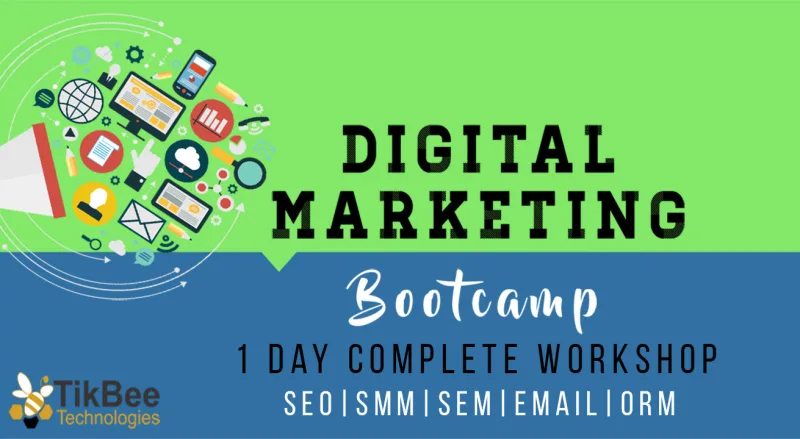 DIGITAL
MARKETING
Bootcamp
1 DAY COMPLETE WORKSHOP
SEO|SMM|SEM|EMAIL|ORM
TikBee
Technologies